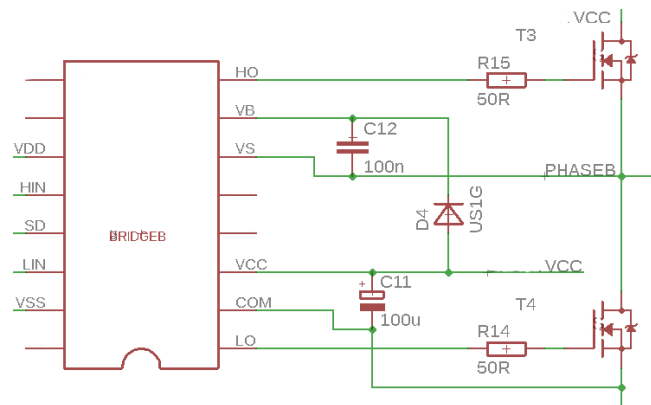 VCC
T3
HO
R15
50R
VB
C12
100n
VDD
VS
PHASEB
HIN
D4
US1G
SD
BRIDGEB
LIN
VCC
VCC
C11
100u
VSS
COM
T4
LO
R14
50R